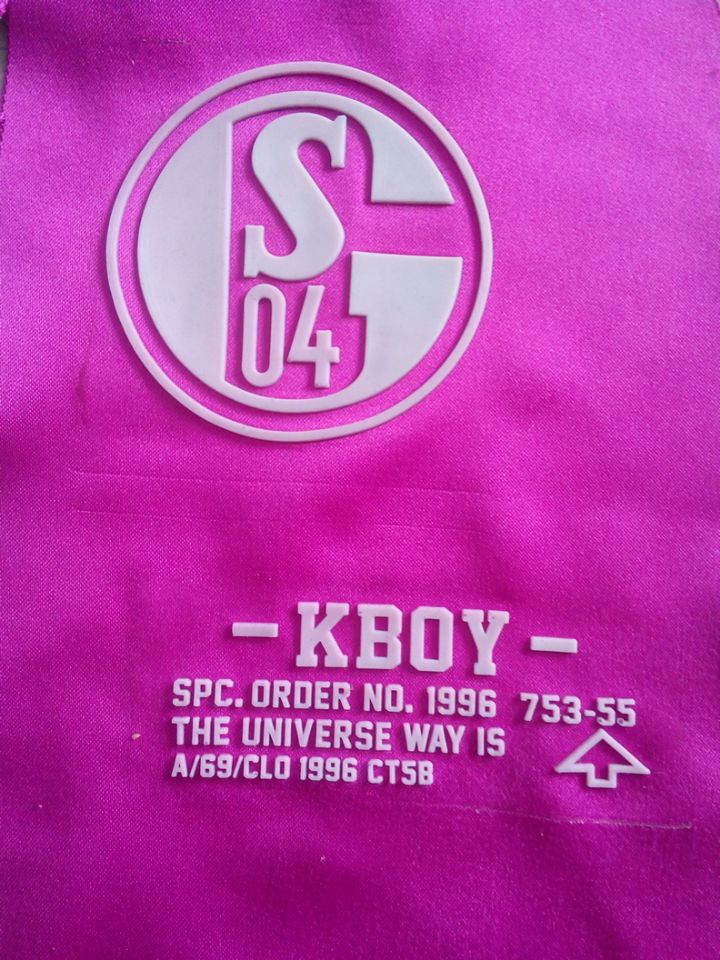 S
04
- KBOY -
SPC. ORDER NO. 1996 753-55
THE UNIVERSE WAY IS
A/69/CLO 1996 CT5B